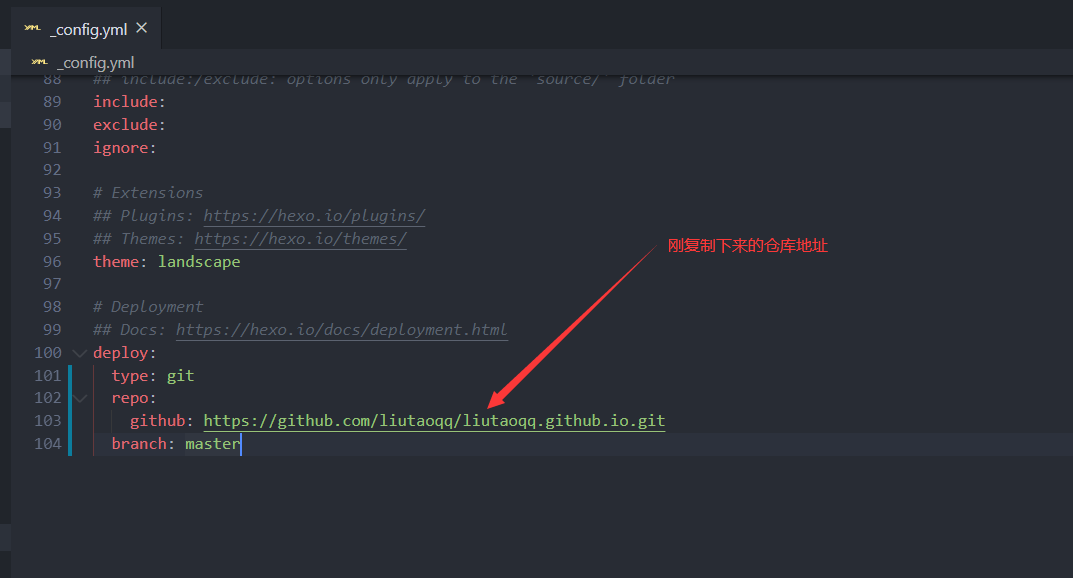 _config.yml
_config.yml
88 ## include:/exclude: options only apply to the 'source/' folder
89 include:
90 exclude:
91 ignore:
92
93 # Extensions
94 ## Plugins: https://hexo.io/plugins/
95 ## Themes: https://hexo.io/themes/
96 theme: landscape
97
98 # Deployment
99 ## Docs: https://hexo.io/docs/deployment.html
100 deploy:
101 type: git
102 repo:
103 github: https://github.com/liutaoqq/liutaoqq.github.io.git
104 branch: master
刚复制下来的仓库地址